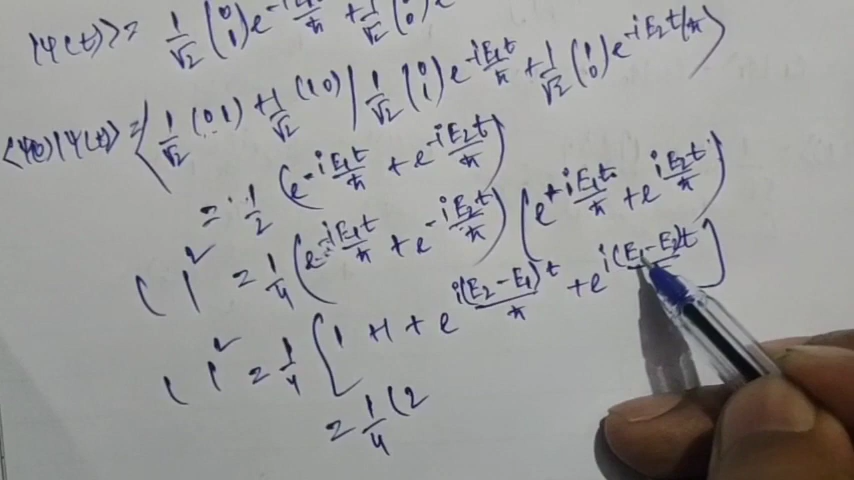 |ψ(t)> = 1/√2 (0 1) e^-iE₁t/ħ + 1/√2 (1 0) e
<ψ(0)|ψ(t)> = <1/√2 (0 1) + 1/√2 (1 0) | 1/√2 (0 1) e^-iE₁t/ħ + 1/√2 (1 0) e^-iE₂t/ħ>
= 1/2 (e^-iE₁t/ħ + e^-iE₂t/ħ)
( |² = 1/4 (e^-iE₁t/ħ + e^-iE₂t/ħ) (e^+iE₁t/ħ + e^iE₂t/ħ)
( |² = 1/4 [1 + 1 + e^i(E₂-E₁)t/ħ + e^i(E₁-E₂)t]
= 1/4 (2